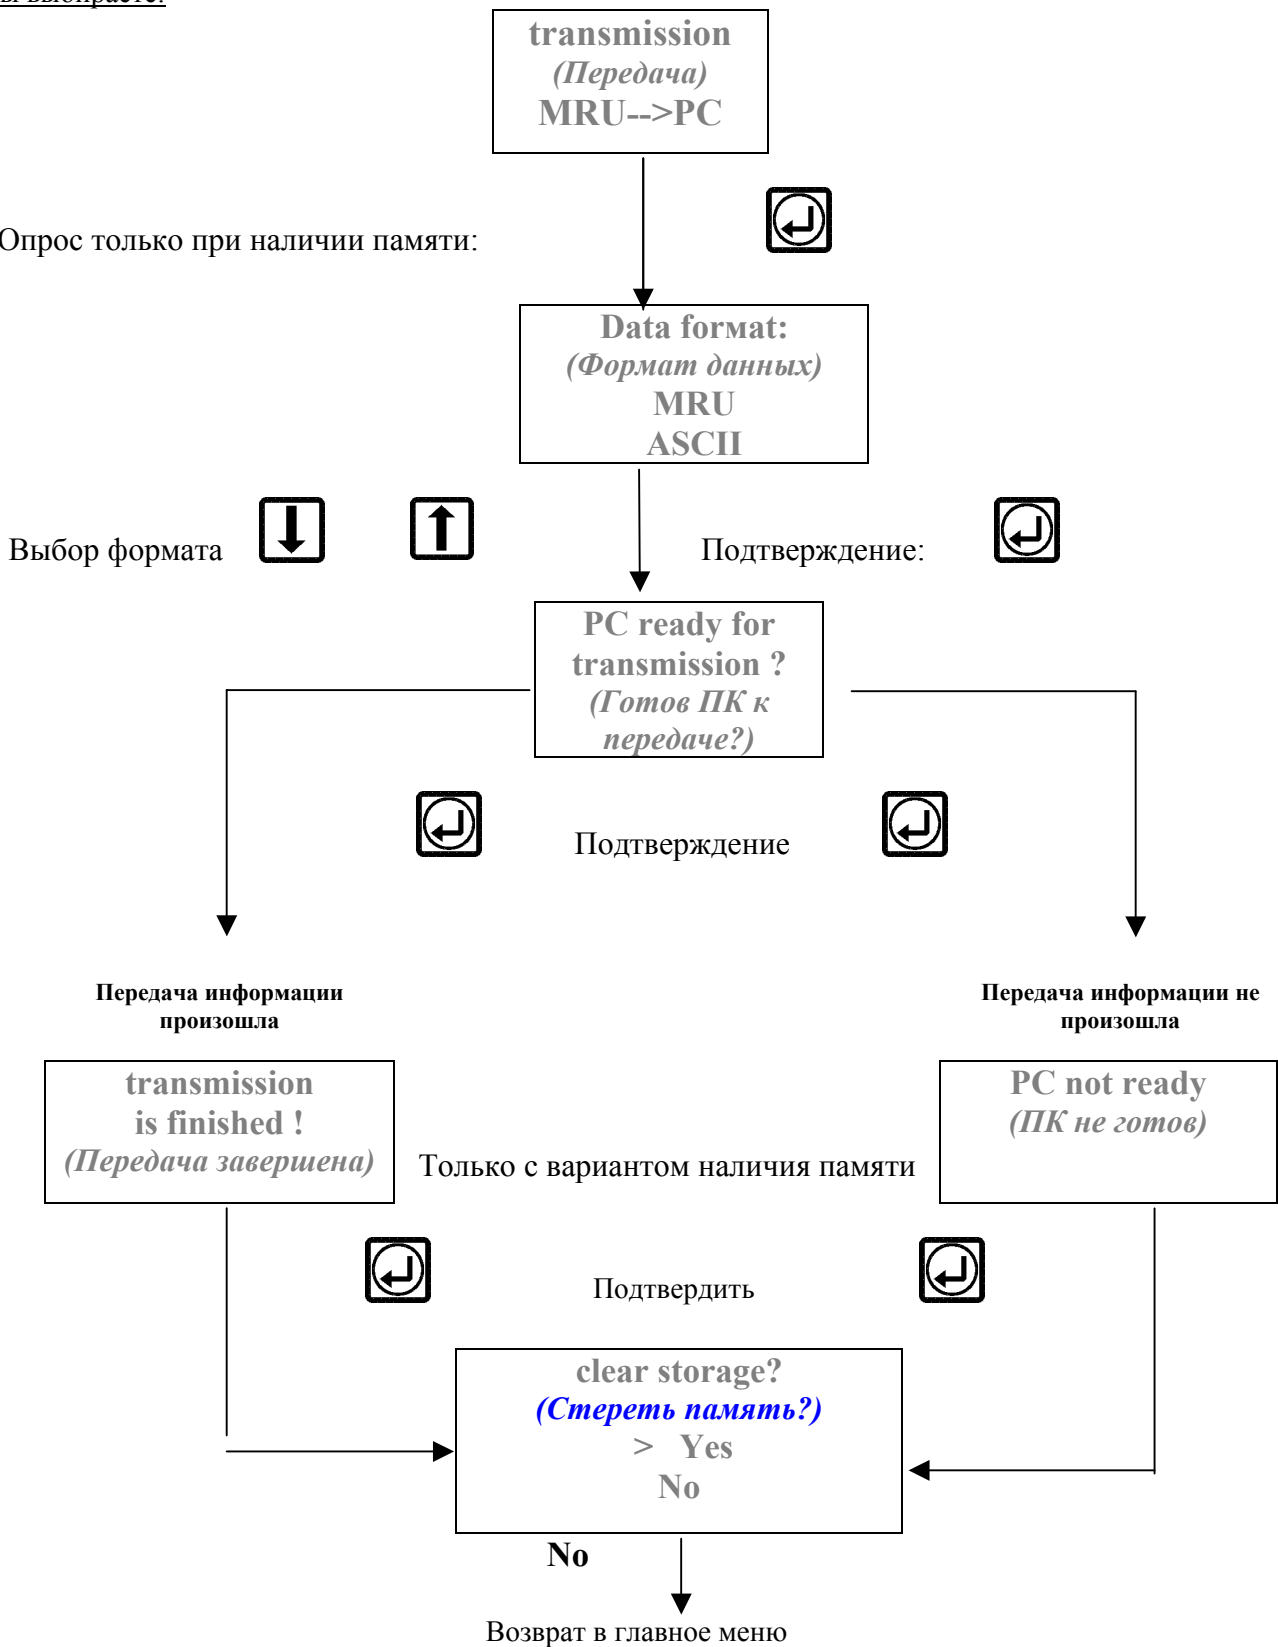 transmission
(Передача)
MRU-->PC
Опрос только при наличии памяти:
Data format:
(Формат данных)
MRU
ASCII
Выбор формата
Подтверждение:
PC ready for
transmission ?
(Готов ПК к
передаче?)
Подтверждение
Передача информации
произошла
Передача информации не
произошла
transmission
is finished !
(Передача завершена)
PC not ready
(ПК не готов)
Только с вариантом наличия памяти
Подтвердить
clear storage?
(Стереть память?)
> Yes
No
No
Возврат в главное меню